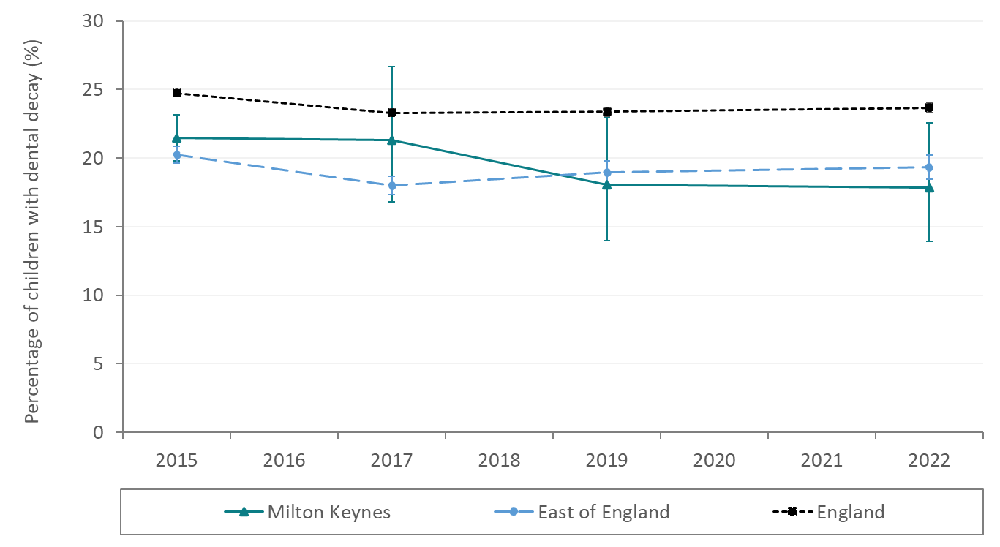 Percentage of children with dental decay (%)
30
25
20
15
10
5
0
2015 2016 2017 2018 2019 2020 2021 2022
Milton Keynes East of England England